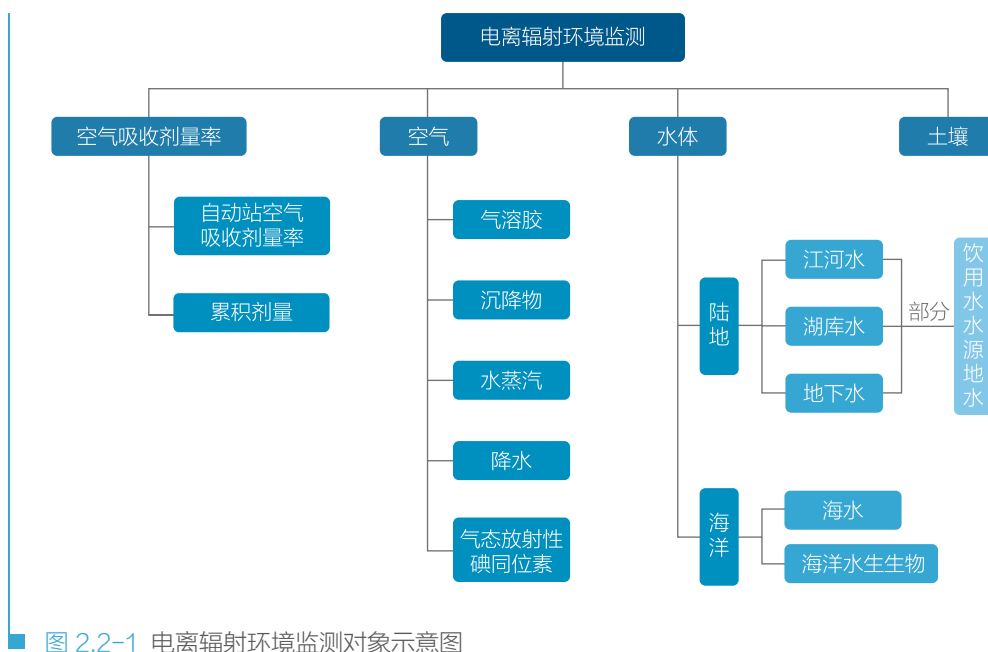 电离辐射环境监测
空气吸收剂量率
空气
水体
土壤
自动站空气
吸收剂量率
累积剂量
气溶胶
沉降物
水蒸汽
降水
气态放射性
碘同位素
陆地
江河水
湖库水
地下水
部分
饮用水水源地水
海洋
海水
海洋水生生物
图 2.2-1 电离辐射环境监测对象示意图